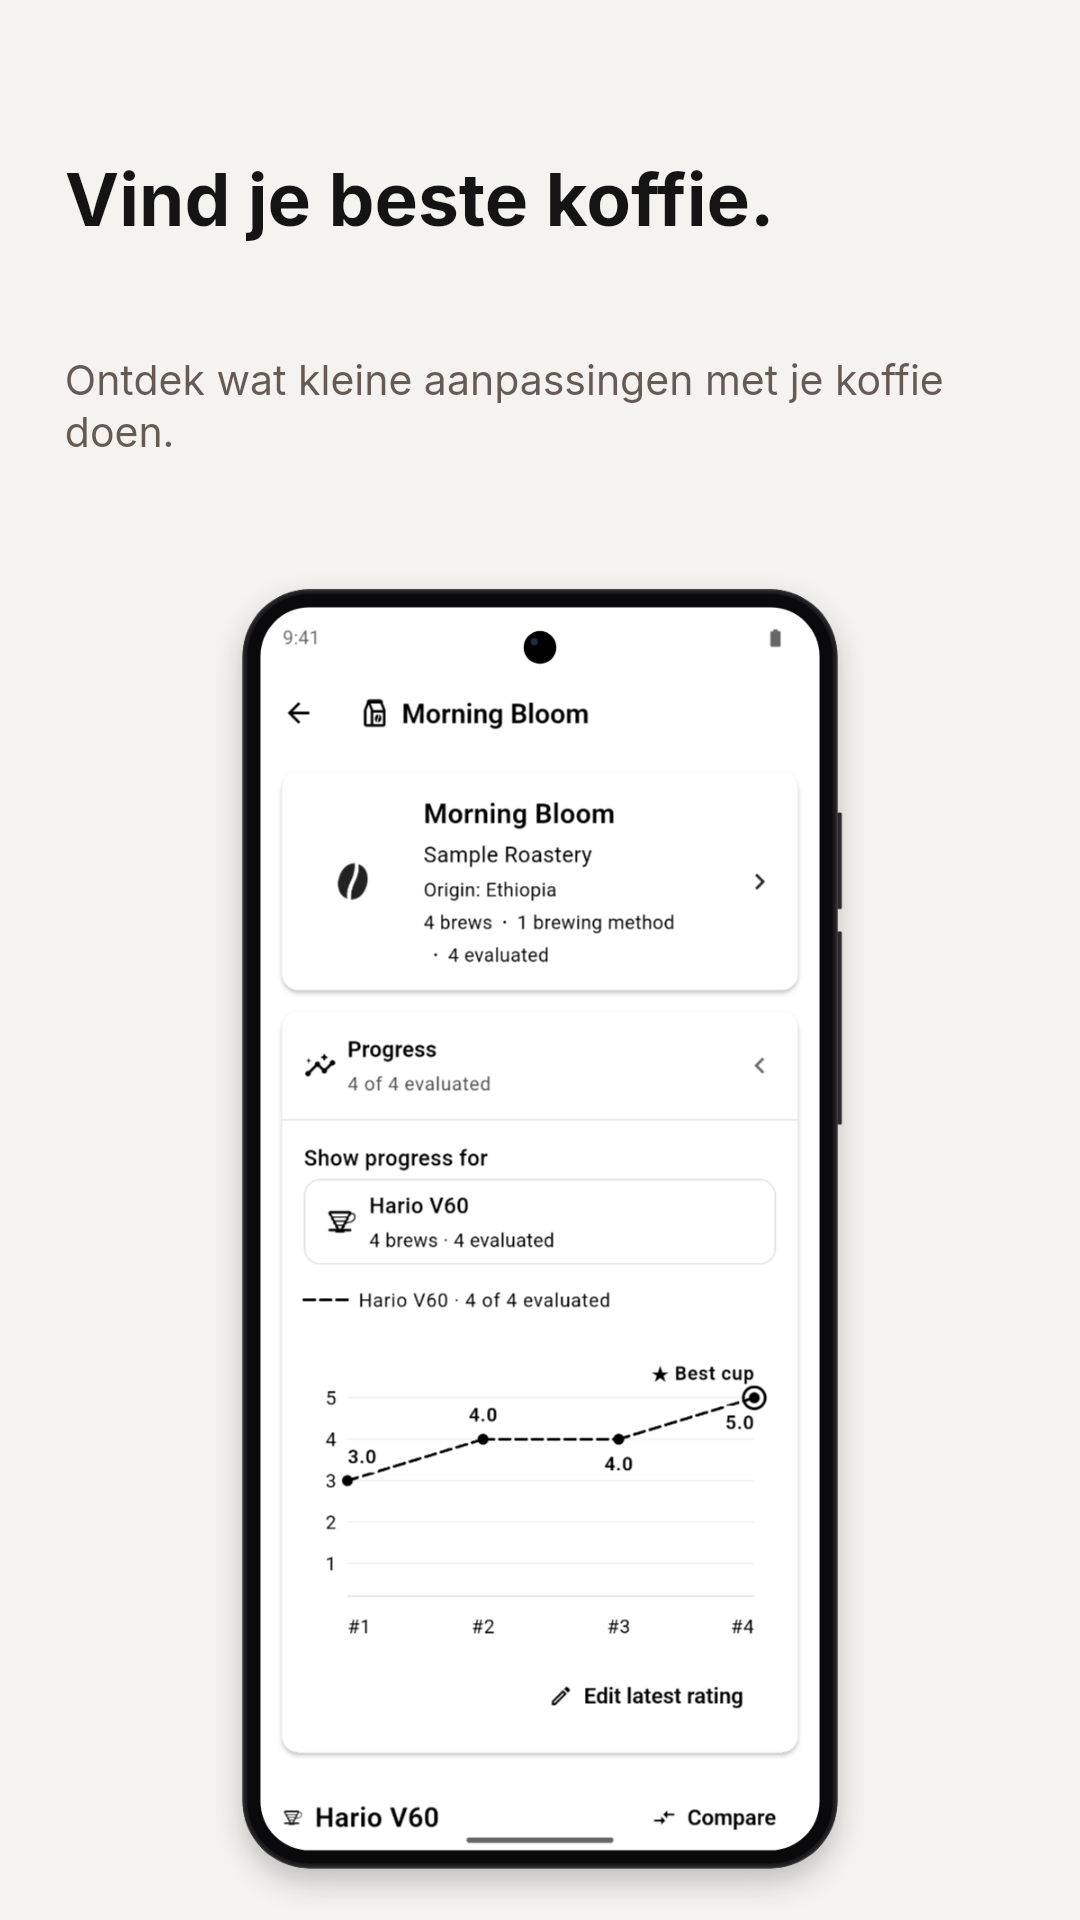 Vind je beste koffie.
Ontdek wat kleine aanpassingen met je koffie
doen.
9:41
Morning Bloom
Morning Bloom
Sample Roastery
Origin: Ethiopia
4 brews · 1 brewing method
· 4 evaluated
Progress
4 of 4 evaluated
Show progress for
Hario V60
4 brews · 4 evaluated
Hario V60 · 4 of 4 evaluated
★ Best cup
5
4.0
5.0
4
3.0
4.0
3
2
1
#1 #2 #3 #4
Edit latest rating
Hario V60 Compare